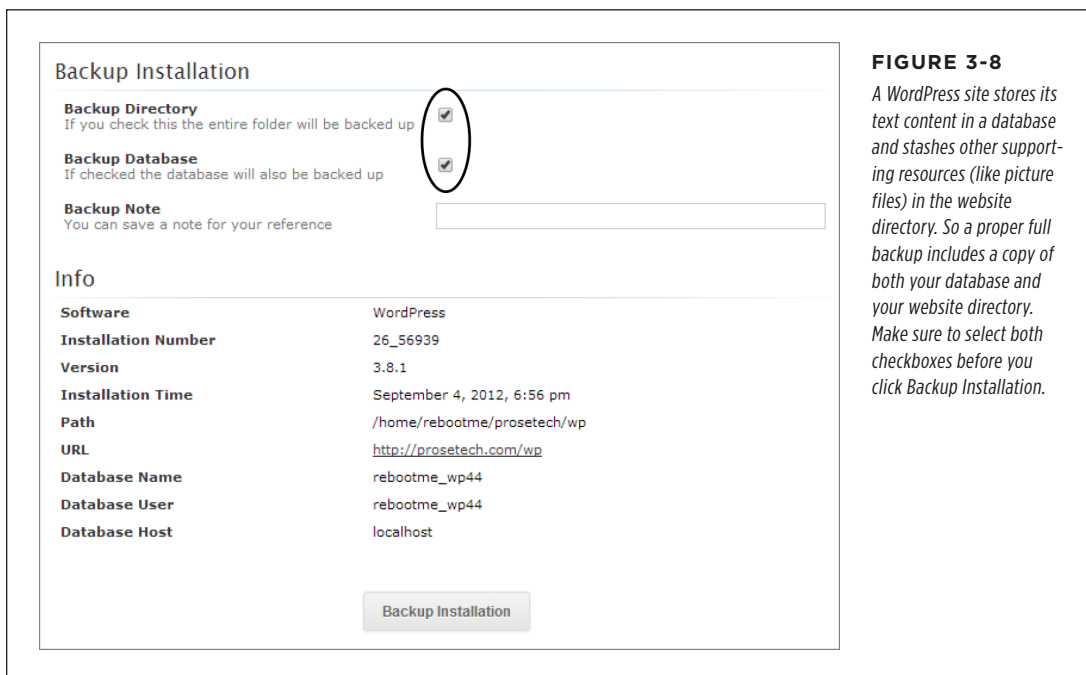 Backup Installation
Backup Directory
If you check this the entire folder will be backed up
Backup Database
If checked the database will also be backed up
Backup Note
You can save a note for your reference
Info
Software WordPress
Installation Number 26_56939
Version 3.8.1
Installation Time September 4, 2012, 6:56 pm
Path /home/rebootme/prosetech/wp
URL http://prosetech.com/wp
Database Name rebootme_wp44
Database User rebootme_wp44
Database Host localhost
Backup Installation
FIGURE 3-8
A WordPress site stores its
text content in a database
and stashes other support-
ing resources (like picture
files) in the website
directory. So a proper full
backup includes a copy of
both your database and
your website directory.
Make sure to select both
checkboxes before you
click Backup Installation.